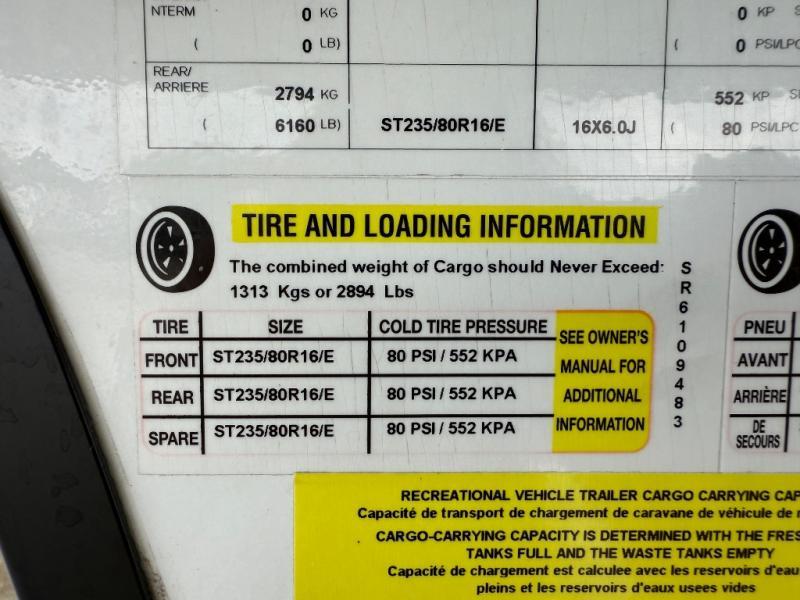 NTERM 0 KG 0 KP
( 0 LB) ( 0 PSI/LPC
REAR/
ARRIERE 2794 KG 552 KP
( 6160 LB) ST235/80R16/E 16X6.0J ( 80 PSI/LPC
TIRE AND LOADING INFORMATION
The combined weight of Cargo should Never Exceed:
1313 Kgs or 2894 Lbs
TIRE SIZE COLD TIRE PRESSURE
FRONT ST235/80R16/E 80 PSI / 552 KPA
REAR ST235/80R16/E 80 PSI / 552 KPA
SPARE ST235/80R16/E 80 PSI / 552 KPA
SEE OWNER'S
MANUAL FOR
ADDITIONAL
INFORMATION
SR6109483
PNEU
AVANT
ARRIÈRE
DE
SECOURS
RECREATIONAL VEHICLE TRAILER CARGO CARRYING CAP
Capacité de transport de chargement de caravane de véhicule de
CARGO-CARRYING CAPACITY IS DETERMINED WITH THE FRES
TANKS FULL AND THE WASTE TANKS EMPTY
Capacité de chargement est calculee avec les reservoirs d'eau
pleins et les reservoirs d'eaux usees vides